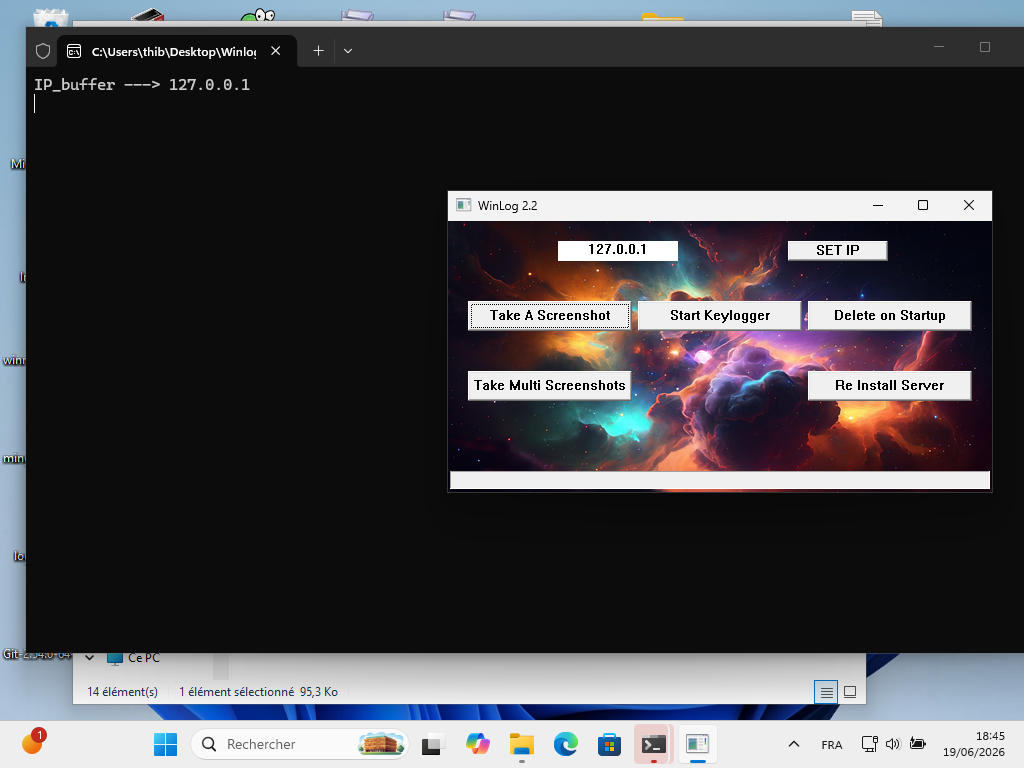 C:\Users\thib\Desktop\Winlog
IP_buffer ---> 127.0.0.1
WinLog 2.2
127.0.0.1
SET IP
Take A Screenshot
Start Keylogger
Delete on Startup
Take Multi Screenshots
Re Install Server
Ce PC
14 élément(s)
1 élément sélectionné 95,3 Ko
1
Rechercher
FRA
18:45
19/06/2026